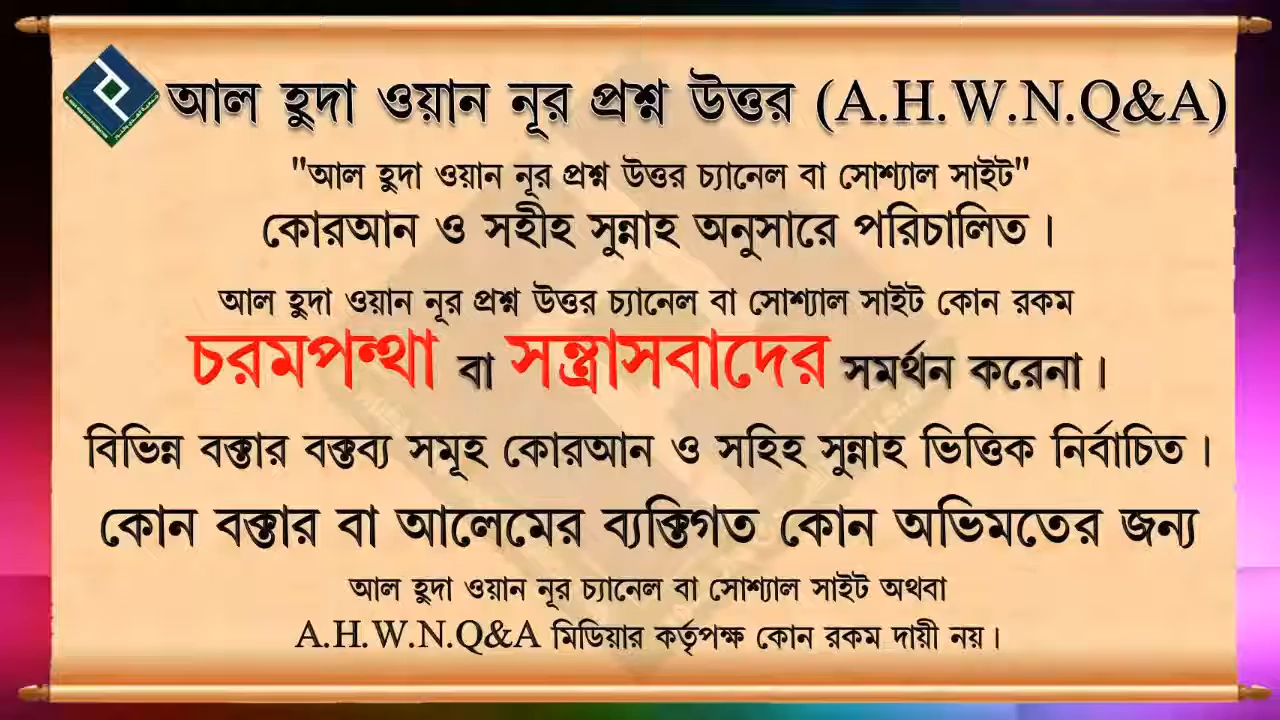 আল হুদা ওয়ান নূর প্রশ্ন উত্তর (A.H.W.N.Q&A)
"আল হুদা ওয়ান নূর প্রশ্ন উত্তর চ্যানেল বা সোশ্যাল সাইট"
কোরআন ও সহীহ সুন্নাহ অনুসারে পরিচালিত।
আল হুদা ওয়ান নূর প্রশ্ন উত্তর চ্যানেল বা সোশ্যাল সাইট কোন রকম
চরমপন্থা বা সন্ত্রাসবাদের সমর্থন করেনা।
বিভিন্ন বক্তার বক্তব্য সমূহ কোরআন ও সহিহ সুন্নাহ ভিত্তিক নির্বাচিত।
কোন বক্তার বা আলেমের ব্যক্তিগত কোন অভিমতের জন্য
আল হুদা ওয়ান নূর চ্যানেল বা সোশ্যাল সাইট অথবা
A.H.W.N.Q&A মিডিয়ার কর্তৃপক্ষ কোন রকম দায়ী নয়।